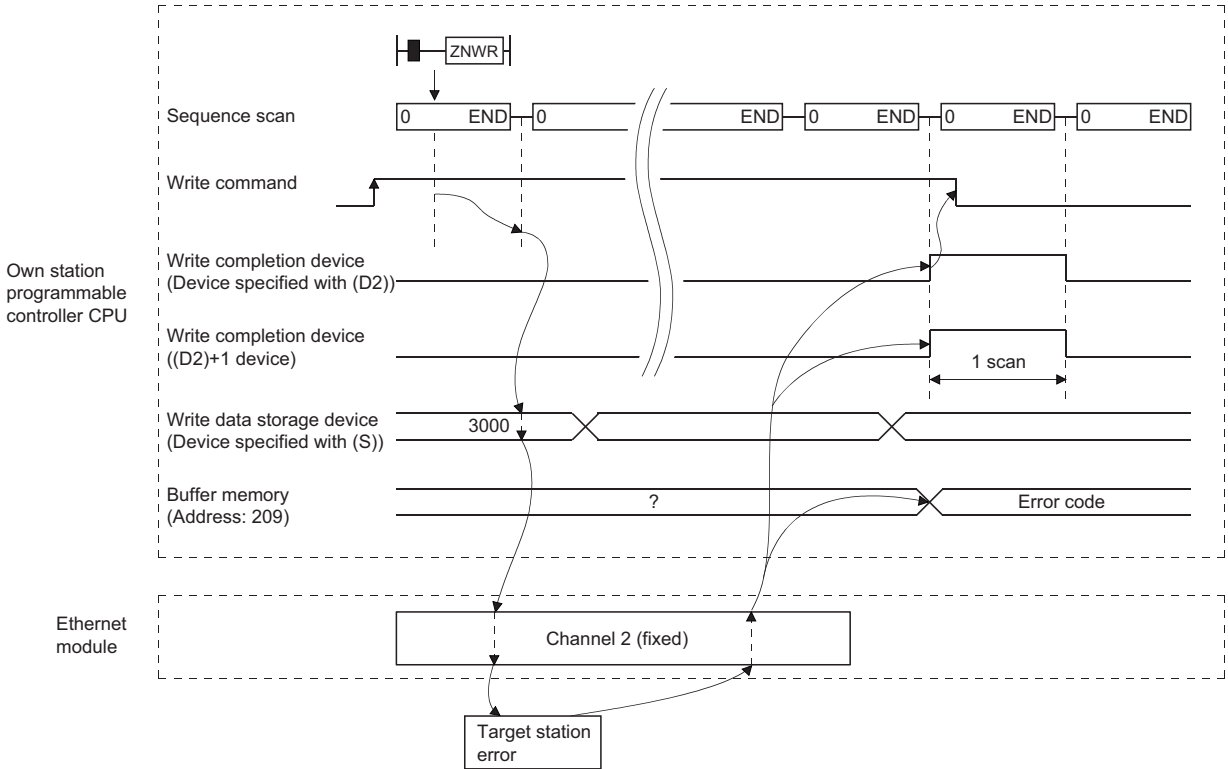 ZNWR
Sequence scan
0 END 0 END 0 END 0 END 0 END
Write command
Own station
programmable
controller CPU
Write completion device
(Device specified with (D2))
Write completion device
((D2)+1 device)
1 scan
Write data storage device
(Device specified with (S))
3000
Buffer memory
(Address: 209)
?
Error code
Ethernet
module
Channel 2 (fixed)
Target station
error